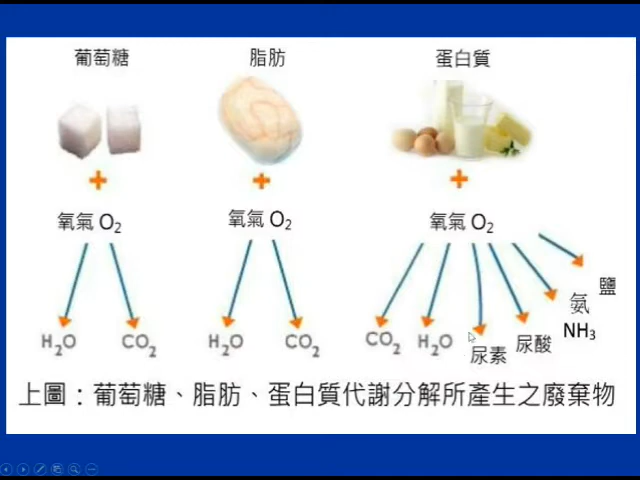 葡萄糖
脂肪
蛋白質
+
+
+
氧氣 O₂
氧氣 O₂
氧氣 O₂
鹽
氨
NH₃
H₂O
CO₂
H₂O
CO₂
CO₂
H₂O
尿素
尿酸
上圖：葡萄糖、脂肪、蛋白質代謝分解所產生之廢棄物